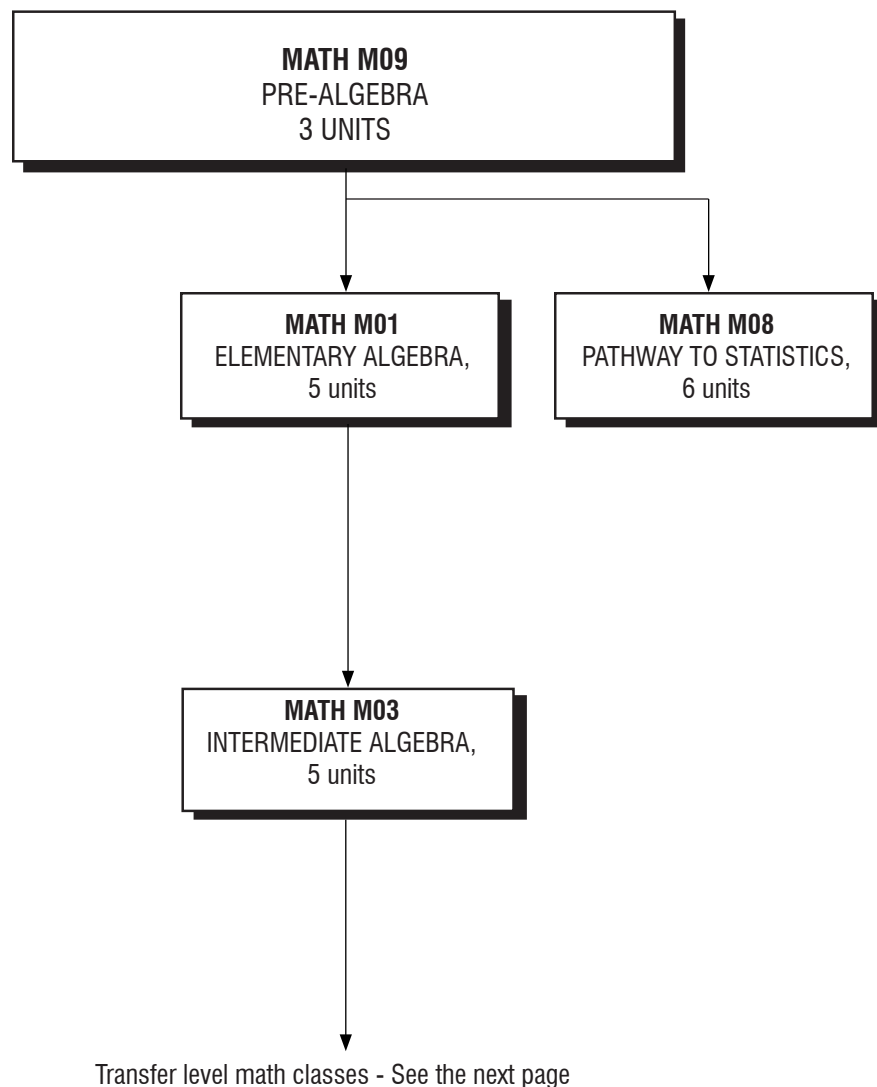 MATH M09
PRE-ALGEBRA
3 UNITS
MATH M01
ELEMENTARY ALGEBRA,
5 units
MATH M08
PATHWAY TO STATISTICS,
6 units
MATH M03
INTERMEDIATE ALGEBRA,
5 units
Transfer level math classes - See the next page